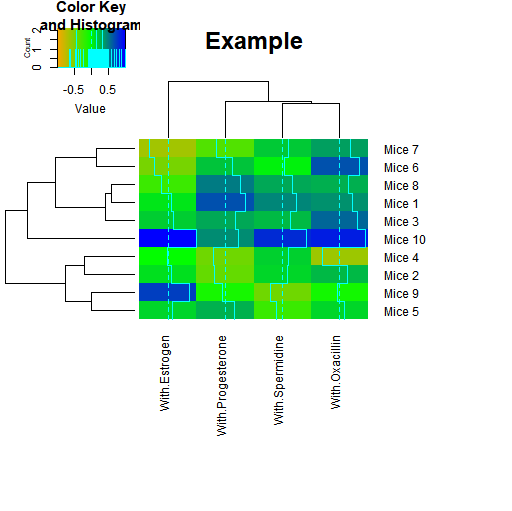 Color Key
and Histogram
Count
0 1 2
-0.5 0.5
Value
Example
Mice 7
Mice 6
Mice 8
Mice 1
Mice 3
Mice 10
Mice 4
Mice 2
Mice 9
Mice 5
With.Estrogen
With.Progesterone
With.Spermidine
With.Oxacillin